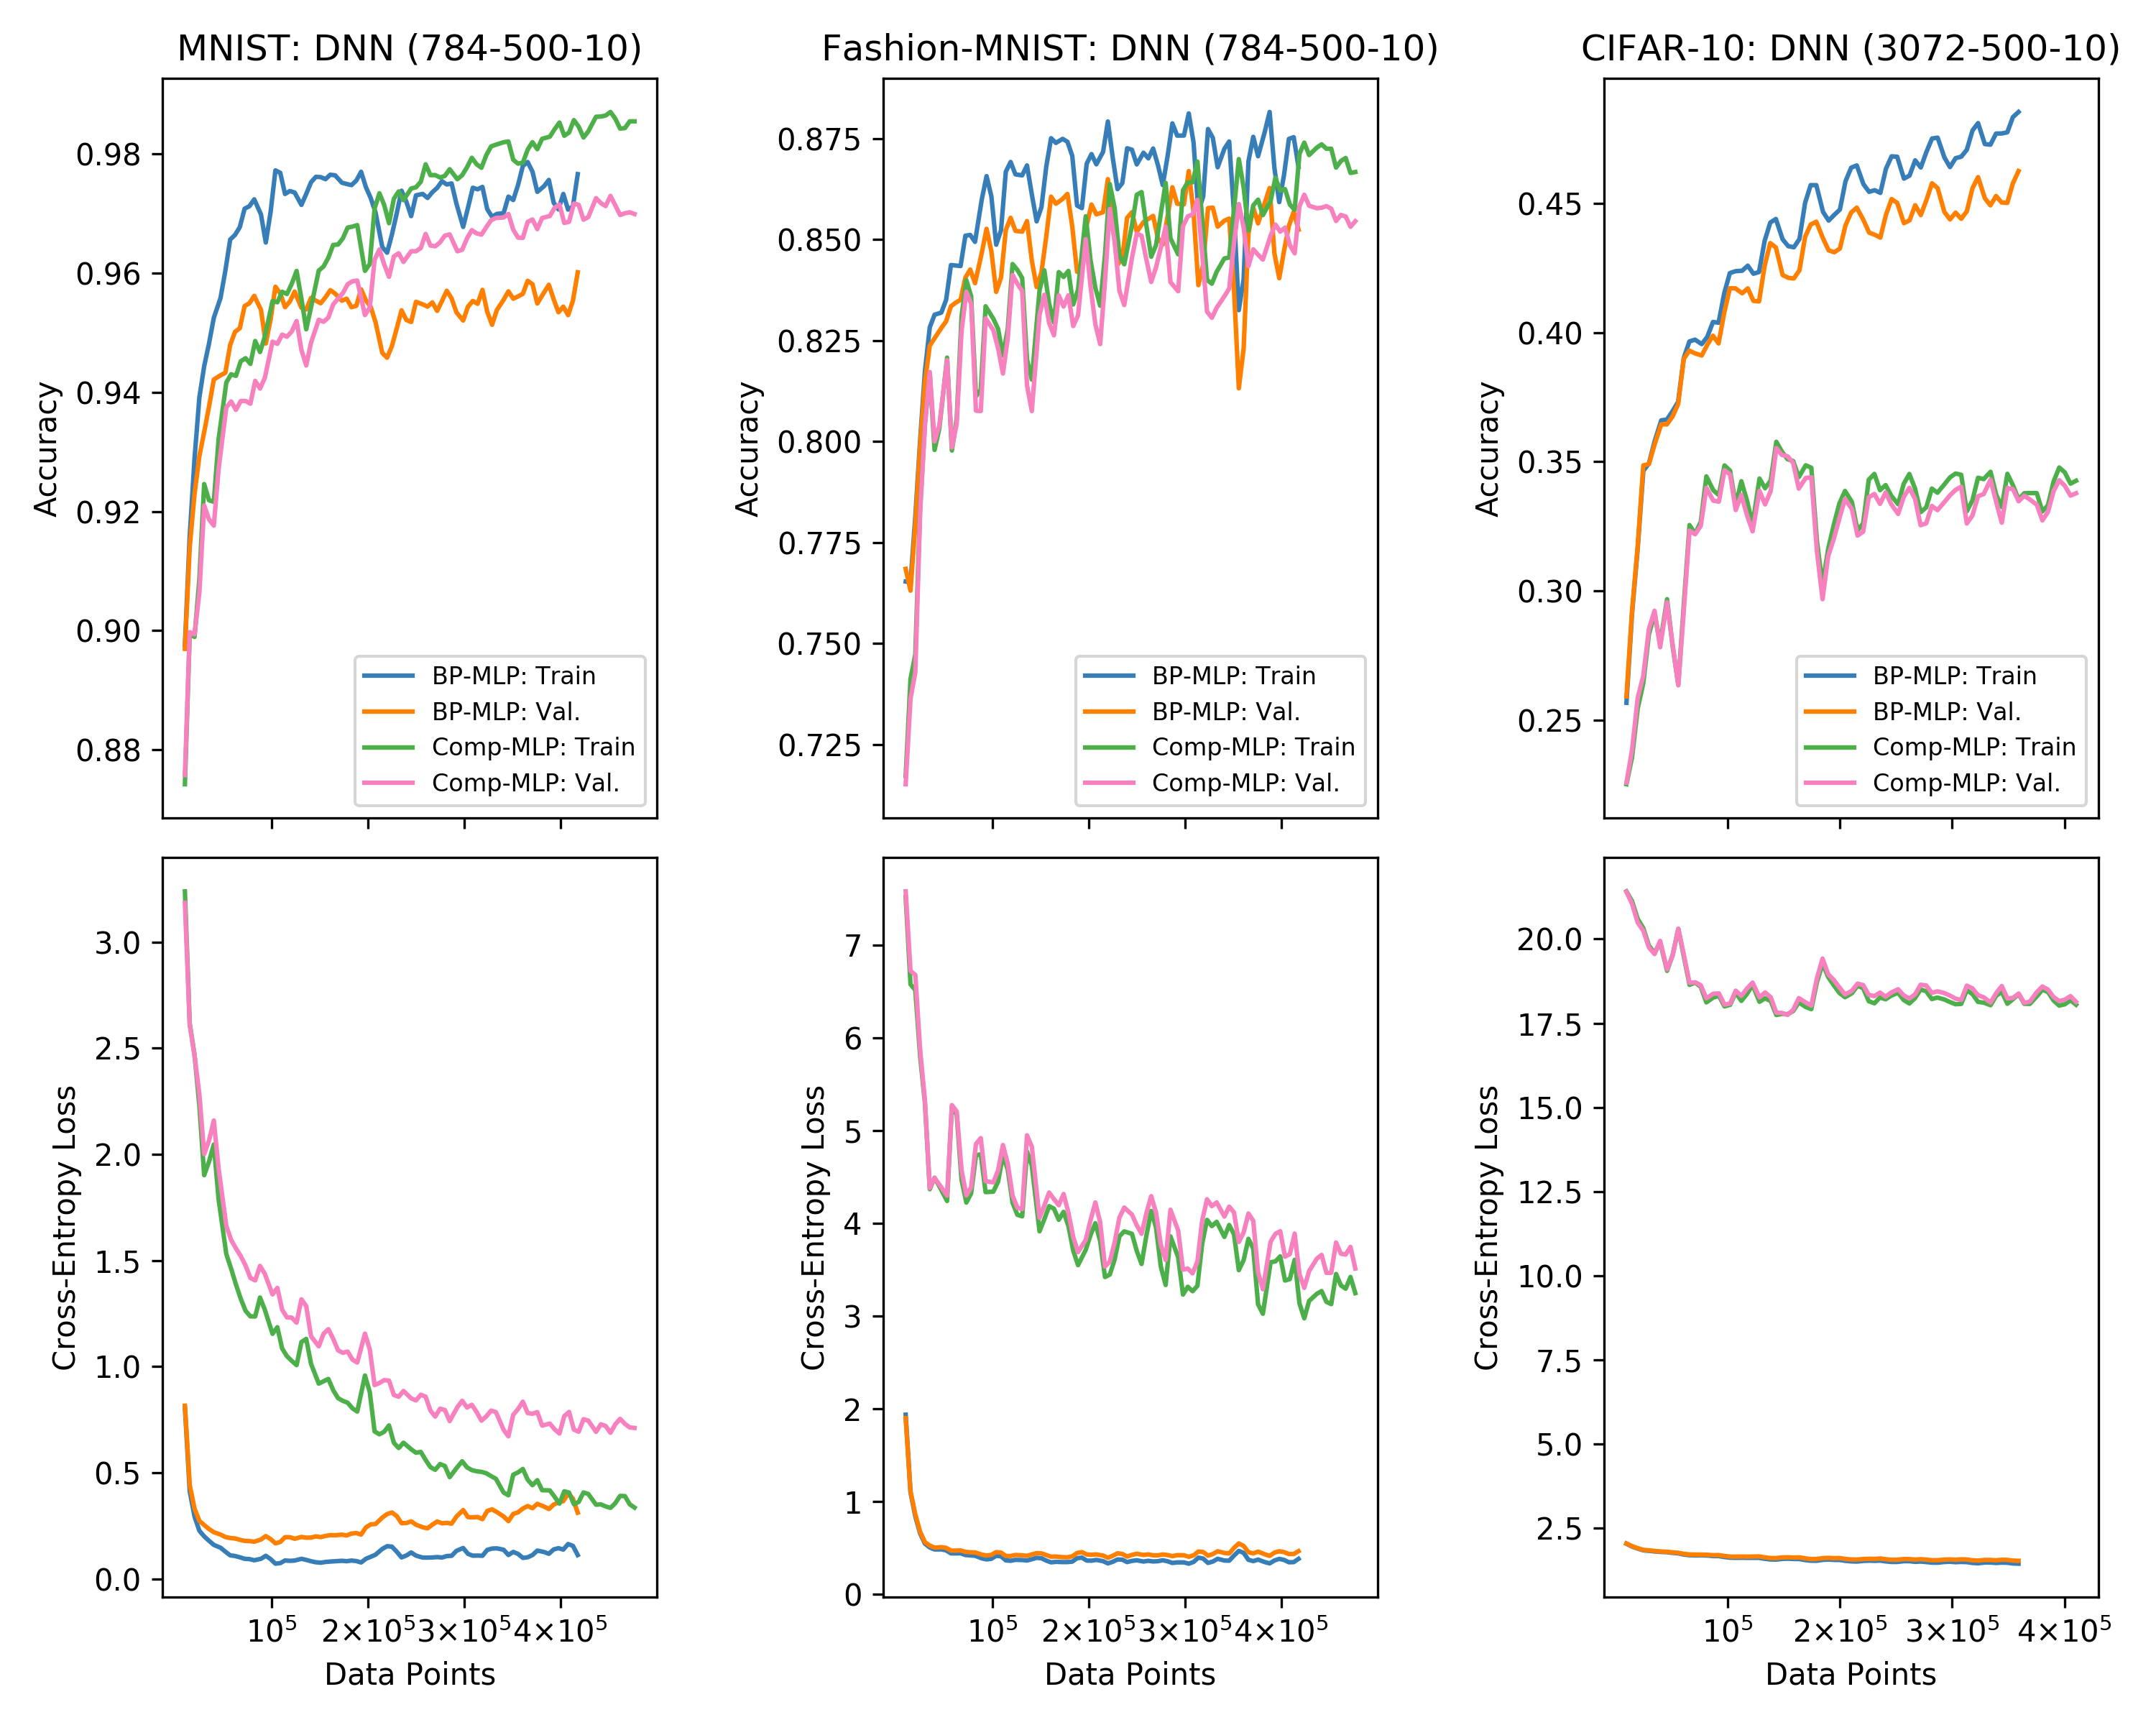 MNIST: DNN (784-500-10)
Fashion-MNIST: DNN (784-500-10)
CIFAR-10: DNN (3072-500-10)
Accuracy
0.98
0.96
0.94
0.92
0.90
0.88
BP-MLP: Train
BP-MLP: Val.
Comp-MLP: Train
Comp-MLP: Val.
Accuracy
0.875
0.850
0.825
0.800
0.775
0.750
0.725
BP-MLP: Train
BP-MLP: Val.
Comp-MLP: Train
Comp-MLP: Val.
Accuracy
0.45
0.40
0.35
0.30
0.25
BP-MLP: Train
BP-MLP: Val.
Comp-MLP: Train
Comp-MLP: Val.
Cross-Entropy Loss
3.0
2.5
2.0
1.5
1.0
0.5
0.0
10⁵ 2×10⁵ 3×10⁵ 4×10⁵
Data Points
Cross-Entropy Loss
7
6
5
4
3
2
1
0
10⁵ 2×10⁵ 3×10⁵ 4×10⁵
Data Points
Cross-Entropy Loss
20.0
17.5
15.0
12.5
10.0
7.5
5.0
2.5
10⁵ 2×10⁵ 3×10⁵ 4×10⁵
Data Points